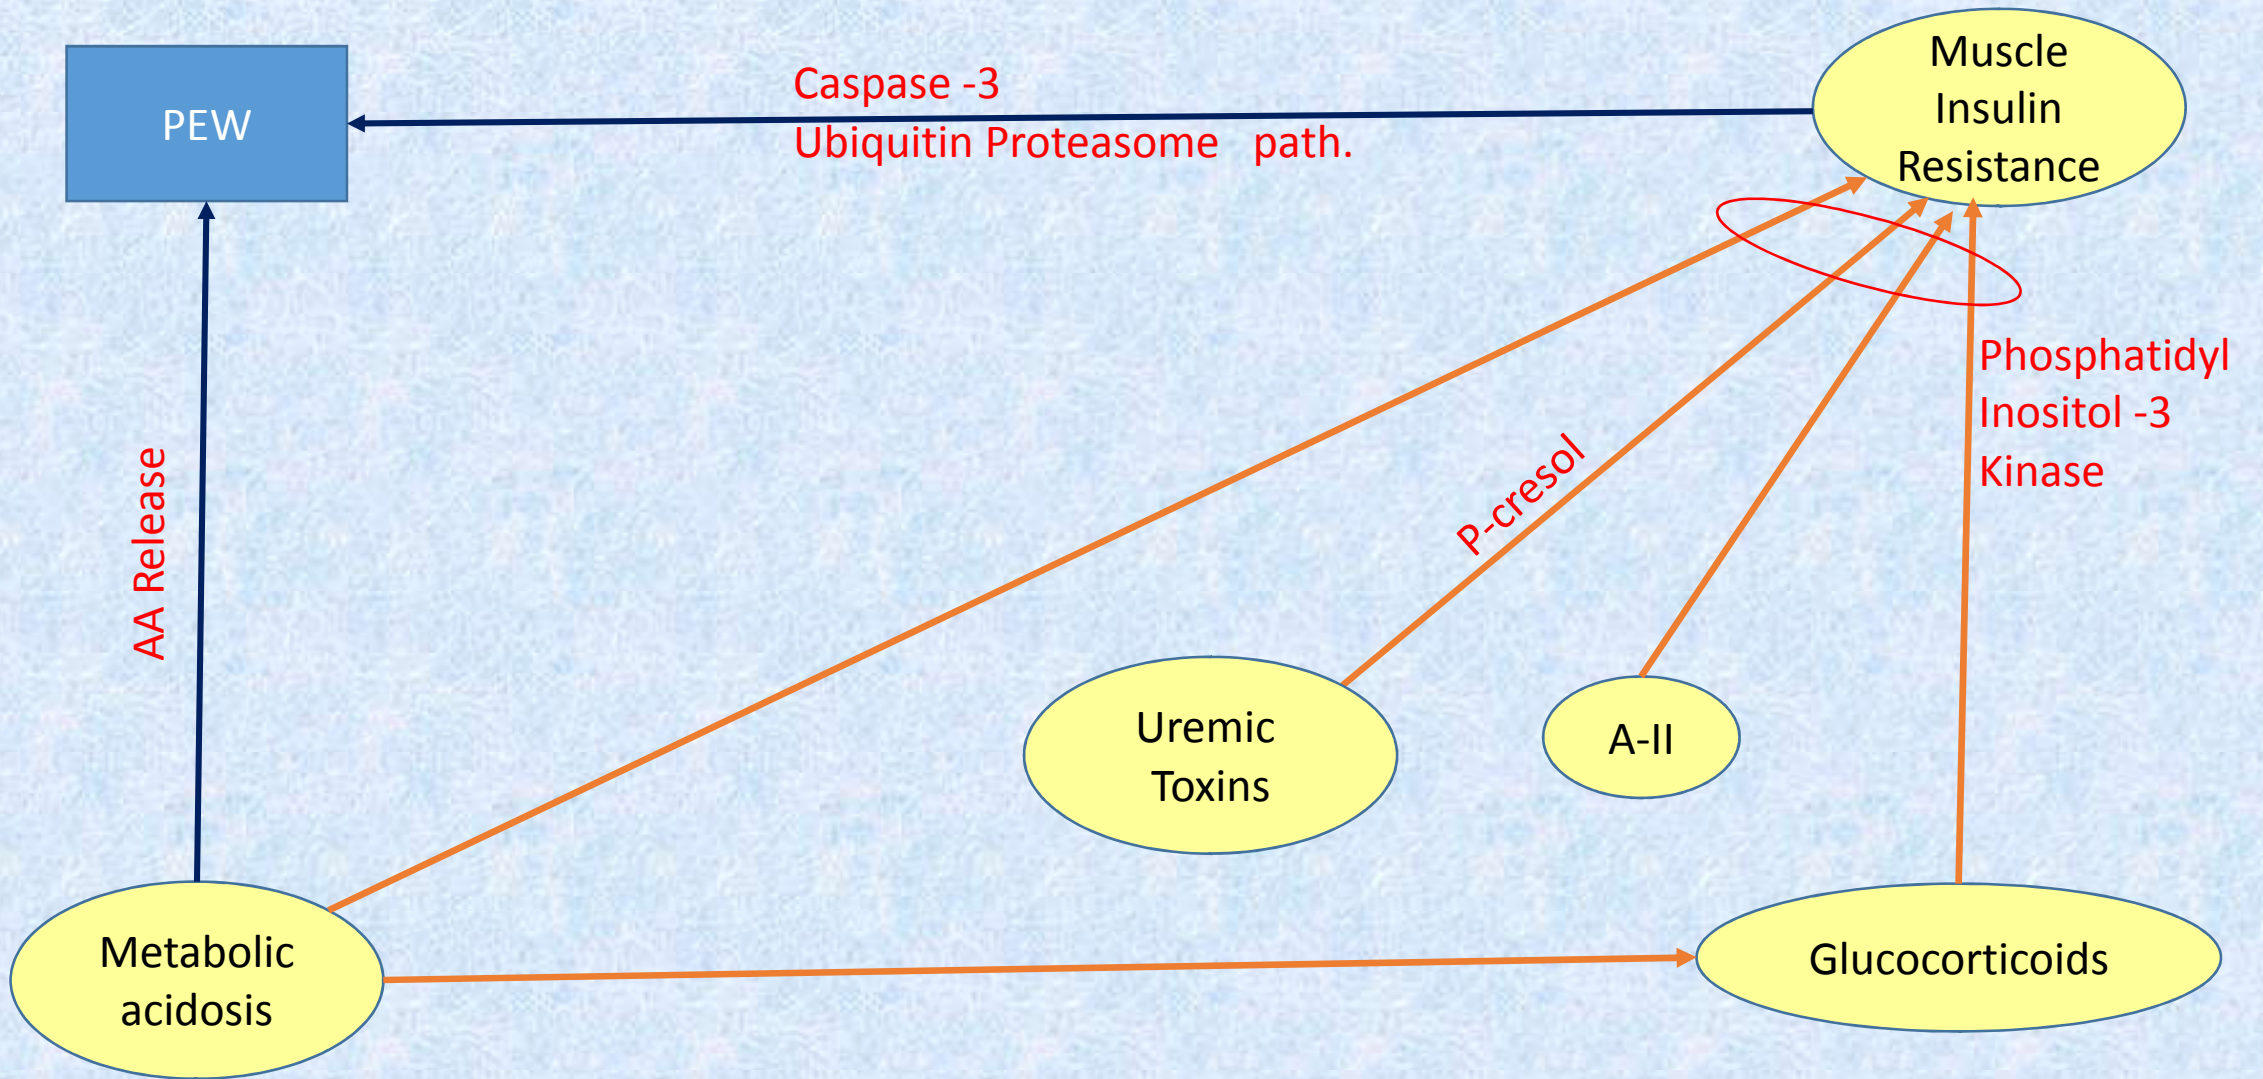 Muscle
Insulin
Resistance
PEW
Caspase -3
Ubiquitin Proteasome path.
Phosphatidyl
Inositol -3
Kinase
P-cresol
AA Release
Uremic
Toxins
A-II
Metabolic
acidosis
Glucocorticoids